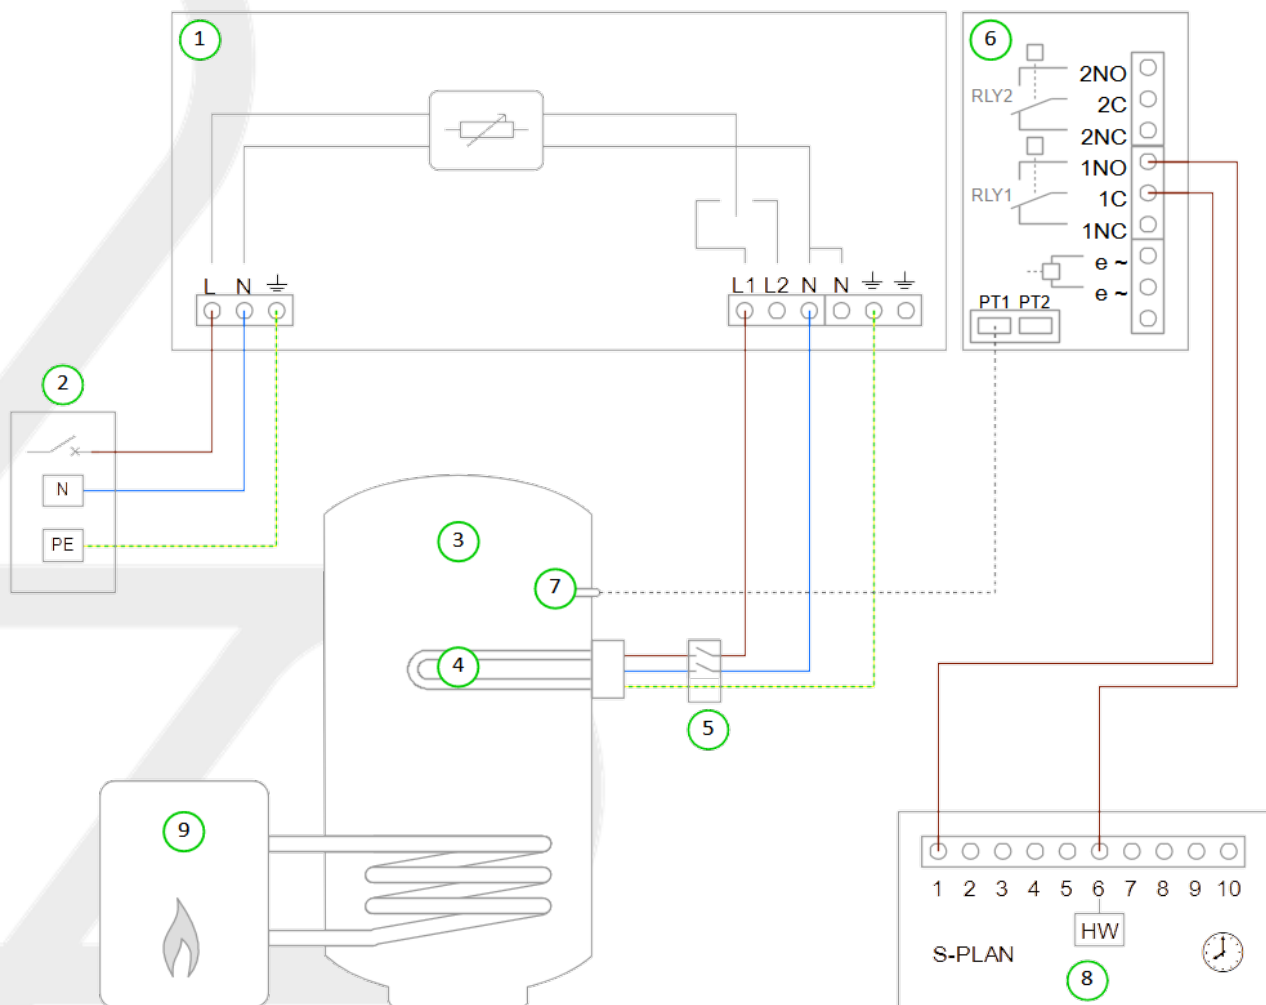 1
6
2NO
RLY2
2C
2NC
1NO
RLY1
1C
1NC
e ~
e ~
L N
L1 L2 N N
PT1 PT2
2
N
PE
3
7
4
5
9
1 2 3 4 5 6 7 8 9 10
HW
S-PLAN
8